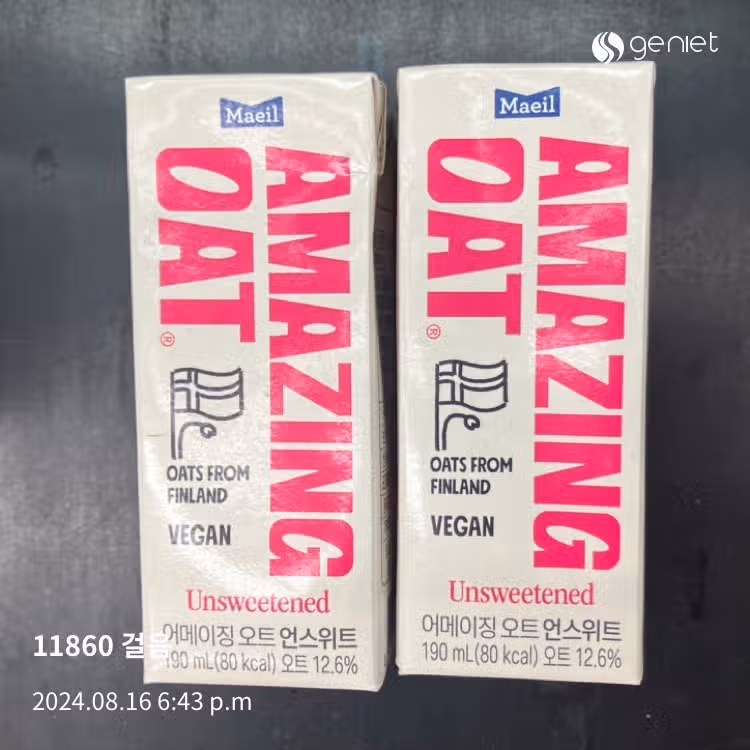 geniet
Maeil
AMAZING
OAT®
OATS FROM
FINLAND
VEGAN
Unsweetened
어메이징 오트 언스위트
190 mL(80 kcal) 오트 12.6%
Maeil
AMAZING
OAT®
OATS FROM
FINLAND
VEGAN
Unsweetened
어메이징 오트 언스위트
190 mL(80 kcal) 오트 12.6%
11860 걸음
2024.08.16 6:43 p.m